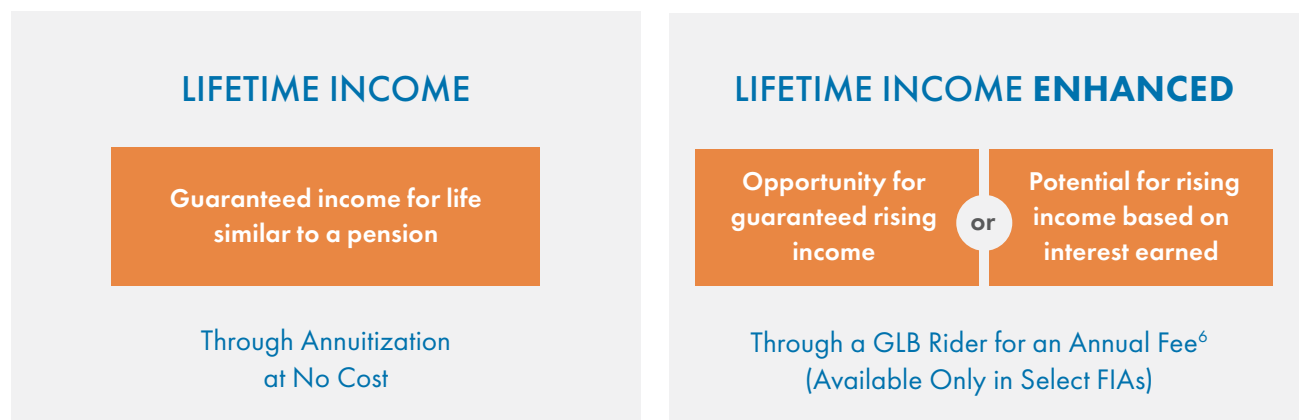 LIFETIME INCOME
Guaranteed income for life
similar to a pension
Through Annuitization
at No Cost
LIFETIME INCOME ENHANCED
Opportunity for
guaranteed rising
income
or
Potential for rising
income based on
interest earned
Through a GLB Rider for an Annual Fee⁶
(Available Only in Select FIAs)